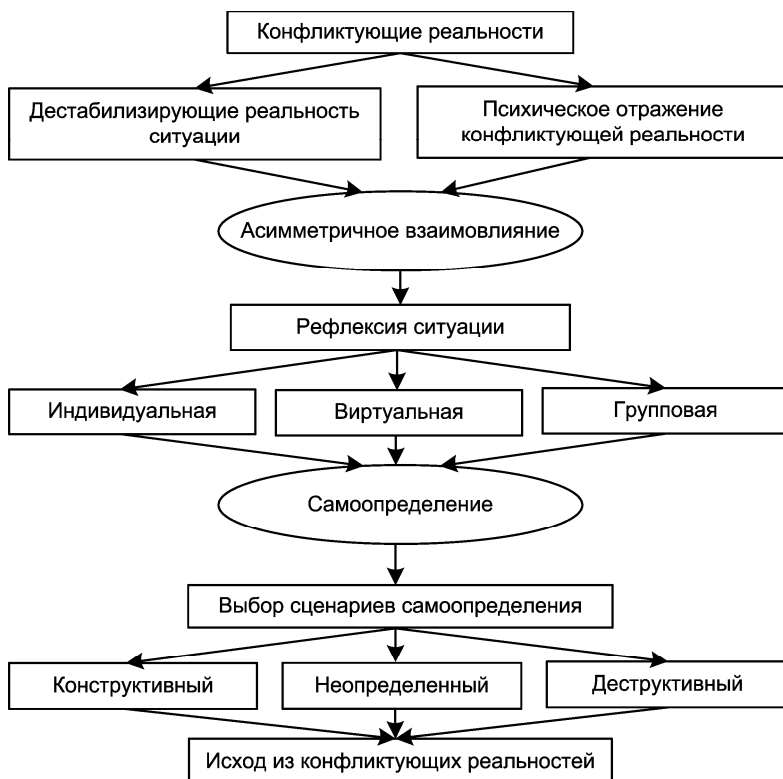 Конфликтующие реальности
Дестабилизирующие реальность
ситуации
Психическое отражение
конфликтующей реальности
Асимметричное взаимовлияние
Рефлексия ситуации
Индивидуальная
Виртуальная
Групповая
Самоопределение
Выбор сценариев самоопределения
Конструктивный
Неопределенный
Деструктивный
Исход из конфликтующих реальностей